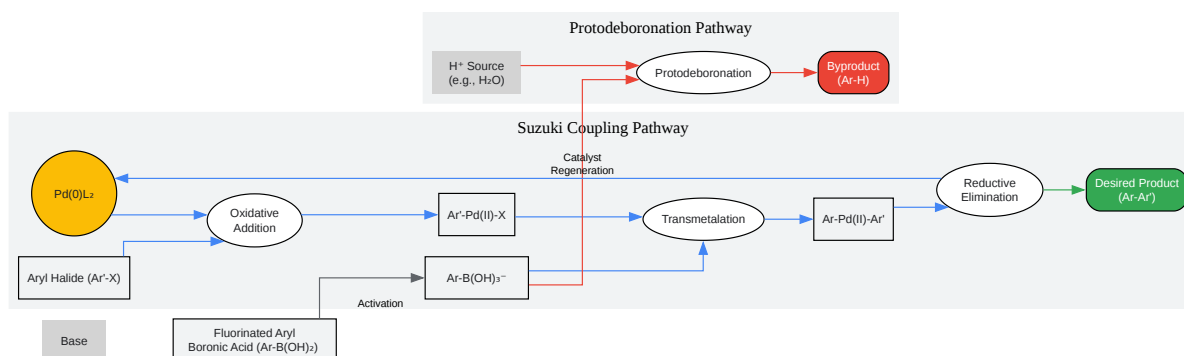 Protodeboronation Pathway
H⁺ Source
(e.g., H₂O)
Protodeboronation
Byproduct
(Ar-H)
Suzuki Coupling Pathway
Catalyst
Regeneration
Pd(0)L₂
Oxidative
Addition
Ar'-Pd(II)-X
Transmetalation
Ar-Pd(II)-Ar'
Reductive
Elimination
Desired Product
(Ar-Ar')
Aryl Halide (Ar'-X)
Ar-B(OH)₃⁻
Activation
Base
Fluorinated Aryl
Boronic Acid (Ar-B(OH)₂)